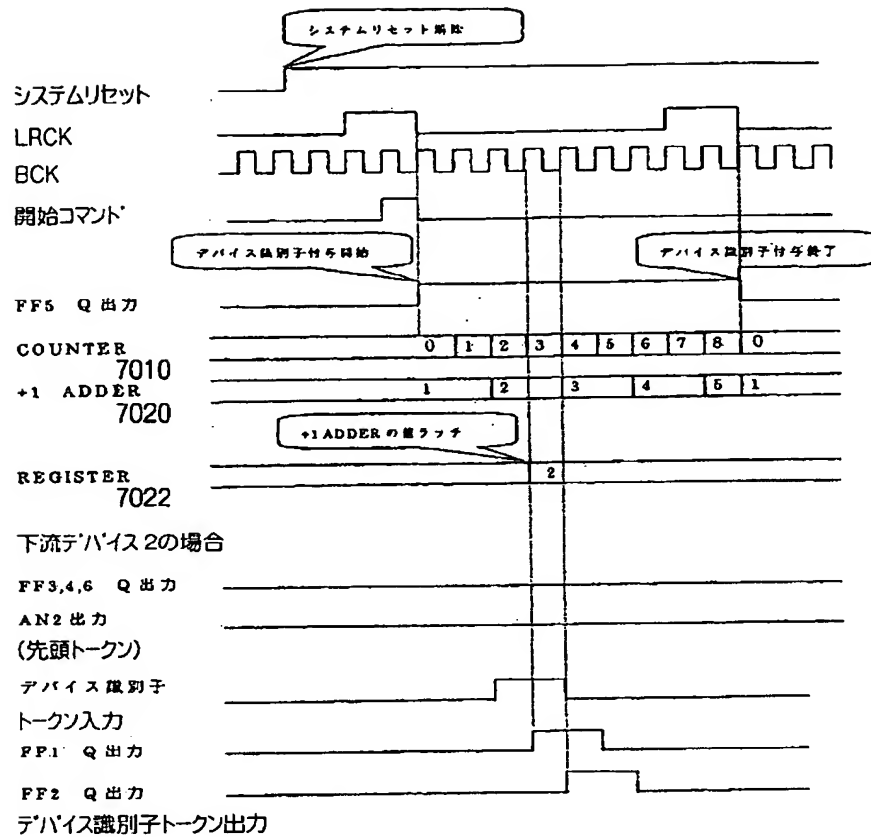 システムリセット解除
システムリセット
LRCK
BCK
開始コマンド
デバイス識別子付与開始
デバイス識別子付与終了
FF5 Q 出力
COUNTER 0 1 2 3 4 5 6 7 8 0
7010
+1 ADDER 1 2 3 4 5 1
7020
+1 ADDERの値ラッチ
REGISTER 2
7022
下流デバイス2の場合
FF3,4,6 Q 出力
AN2 出力
(先頭トークン)
デバイス識別子
トークン入力
FF1 Q 出力
FF2 Q 出力
デバイス識別子トークン出力